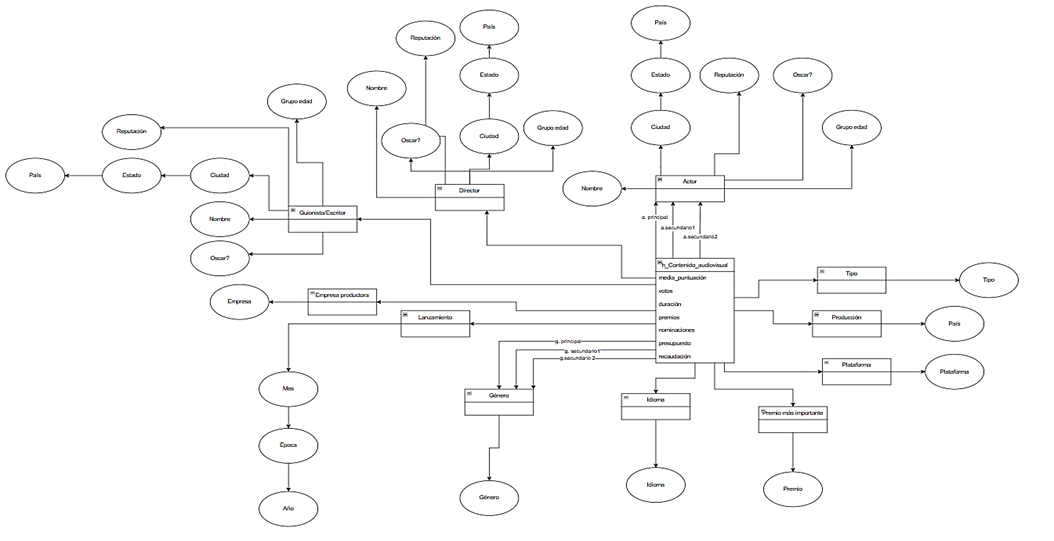 País
País
Reputación
Estado
Estado
Reputación
Oscar?
Nombre
Grupo edad
Reputación
Oscar?
Ciudad
Grupo edad
Ciudad
Grupo edad
País
Estado
Ciudad
Director
Nombre
Actor
Nombre
Guionista/Escritor
a. principal
a.secundario1
a.secundario2
Oscar?
h_Contenido_audiovisual
media_puntuación
votos
duración
premios
nominaciones
presupuesto
recaudación
Tipo
Tipo
Empresa
Empresa productora
Lanzamiento
Producción
País
g. principal
g. secundario1
g.secundario 2
Plataforma
Plataforma
Mes
Género
Idioma
Premio más importante
Época
Género
Idioma
Premio
Año